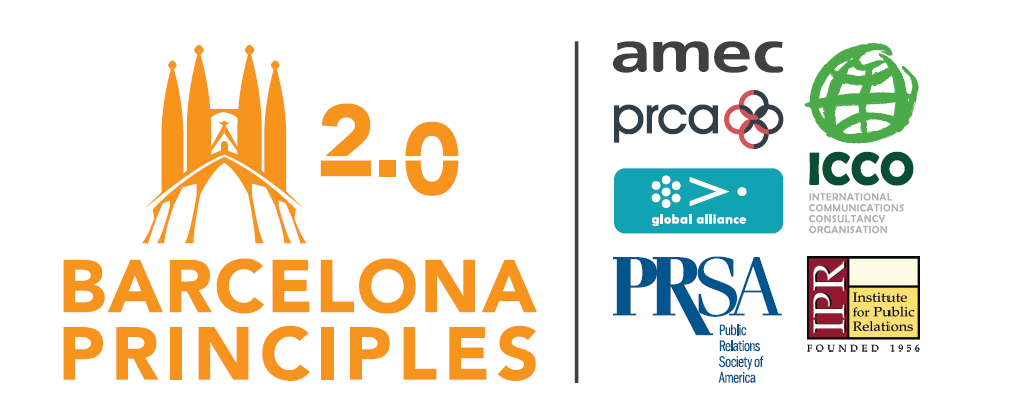 2.0
BARCELONA
PRINCIPLES
amec
prca
global alliance
PRSA
Public
Relations
Society of
America
ICCO
INTERNATIONAL
COMMUNICATIONS
CONSULTANCY
ORGANISATION
IPR
Institute
for Public
Relations
FOUNDED 1956